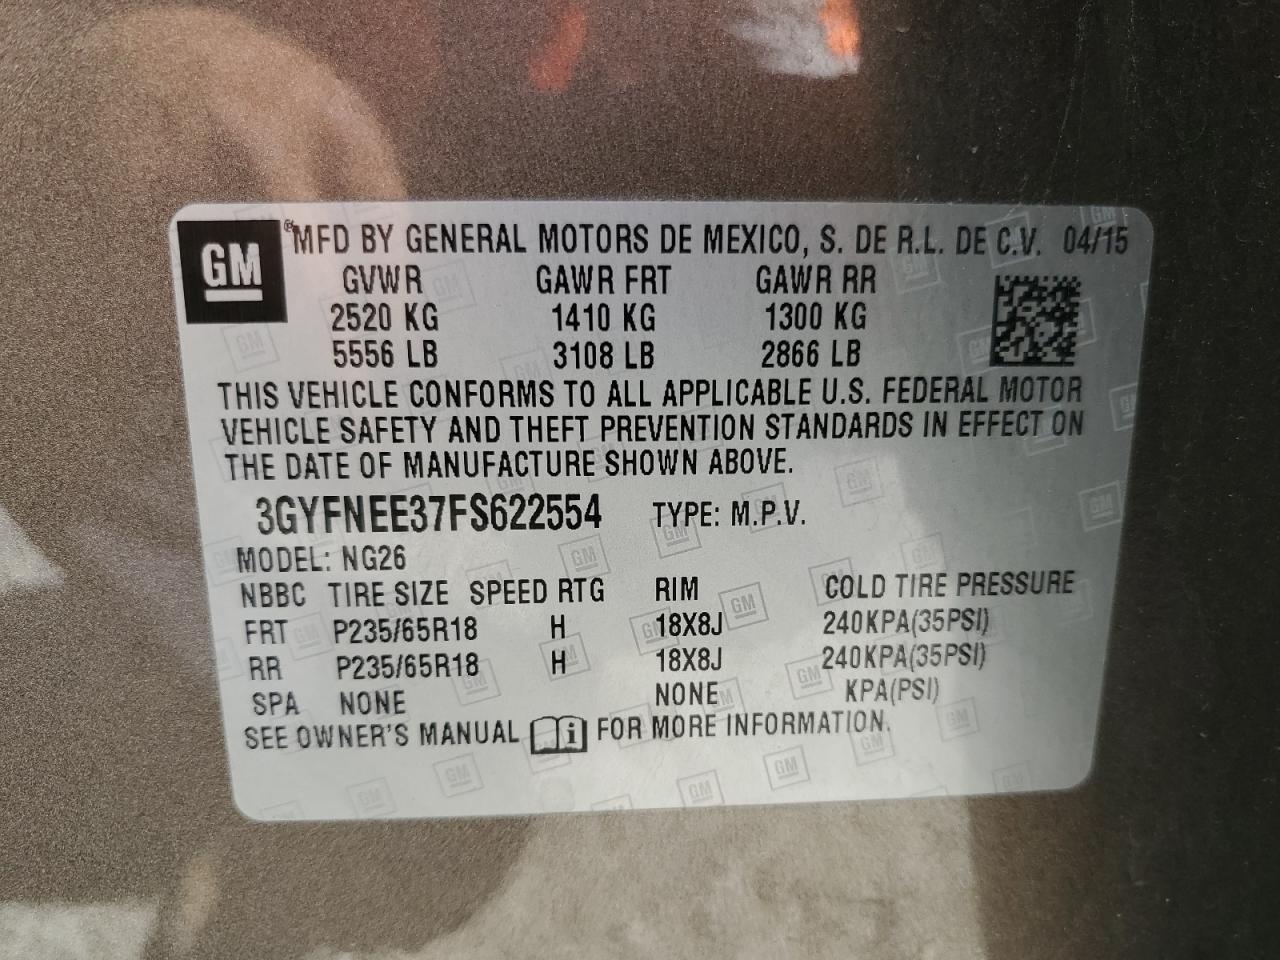 GM ® MFD BY GENERAL MOTORS DE MEXICO, S. DE R.L. DE C.V. 04/15
GVWR GAWR FRT GAWR RR
2520 KG 1410 KG 1300 KG
5556 LB 3108 LB 2866 LB
THIS VEHICLE CONFORMS TO ALL APPLICABLE U.S. FEDERAL MOTOR
VEHICLE SAFETY AND THEFT PREVENTION STANDARDS IN EFFECT ON
THE DATE OF MANUFACTURE SHOWN ABOVE.
3GYFNEE37FS622554 TYPE: M.P.V.
MODEL: NG26
NBBC TIRE SIZE SPEED RTG RIM COLD TIRE PRESSURE
FRT P235/65R18 H 18X8J 240KPA(35PSI)
RR P235/65R18 H 18X8J 240KPA(35PSI)
SPA NONE NONE KPA(PSI)
SEE OWNER'S MANUAL i FOR MORE INFORMATION.